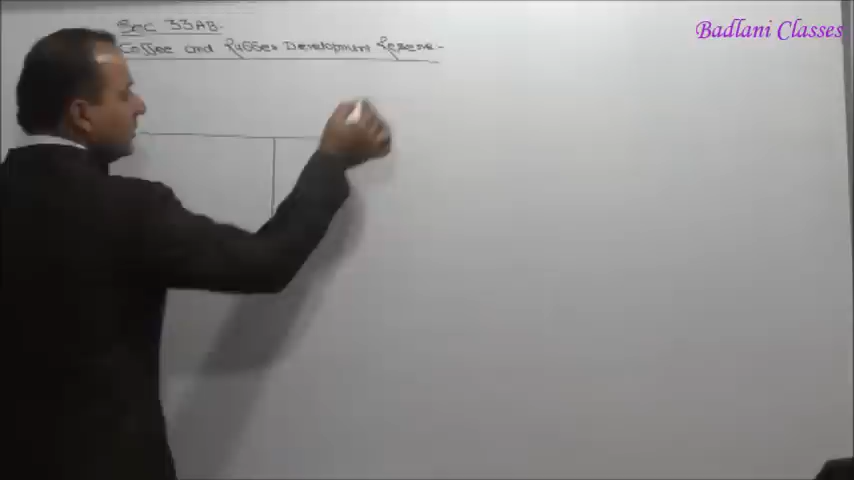 Sec 33AB-
Coffee and Rubber Development Reserve-
Badlani Classes